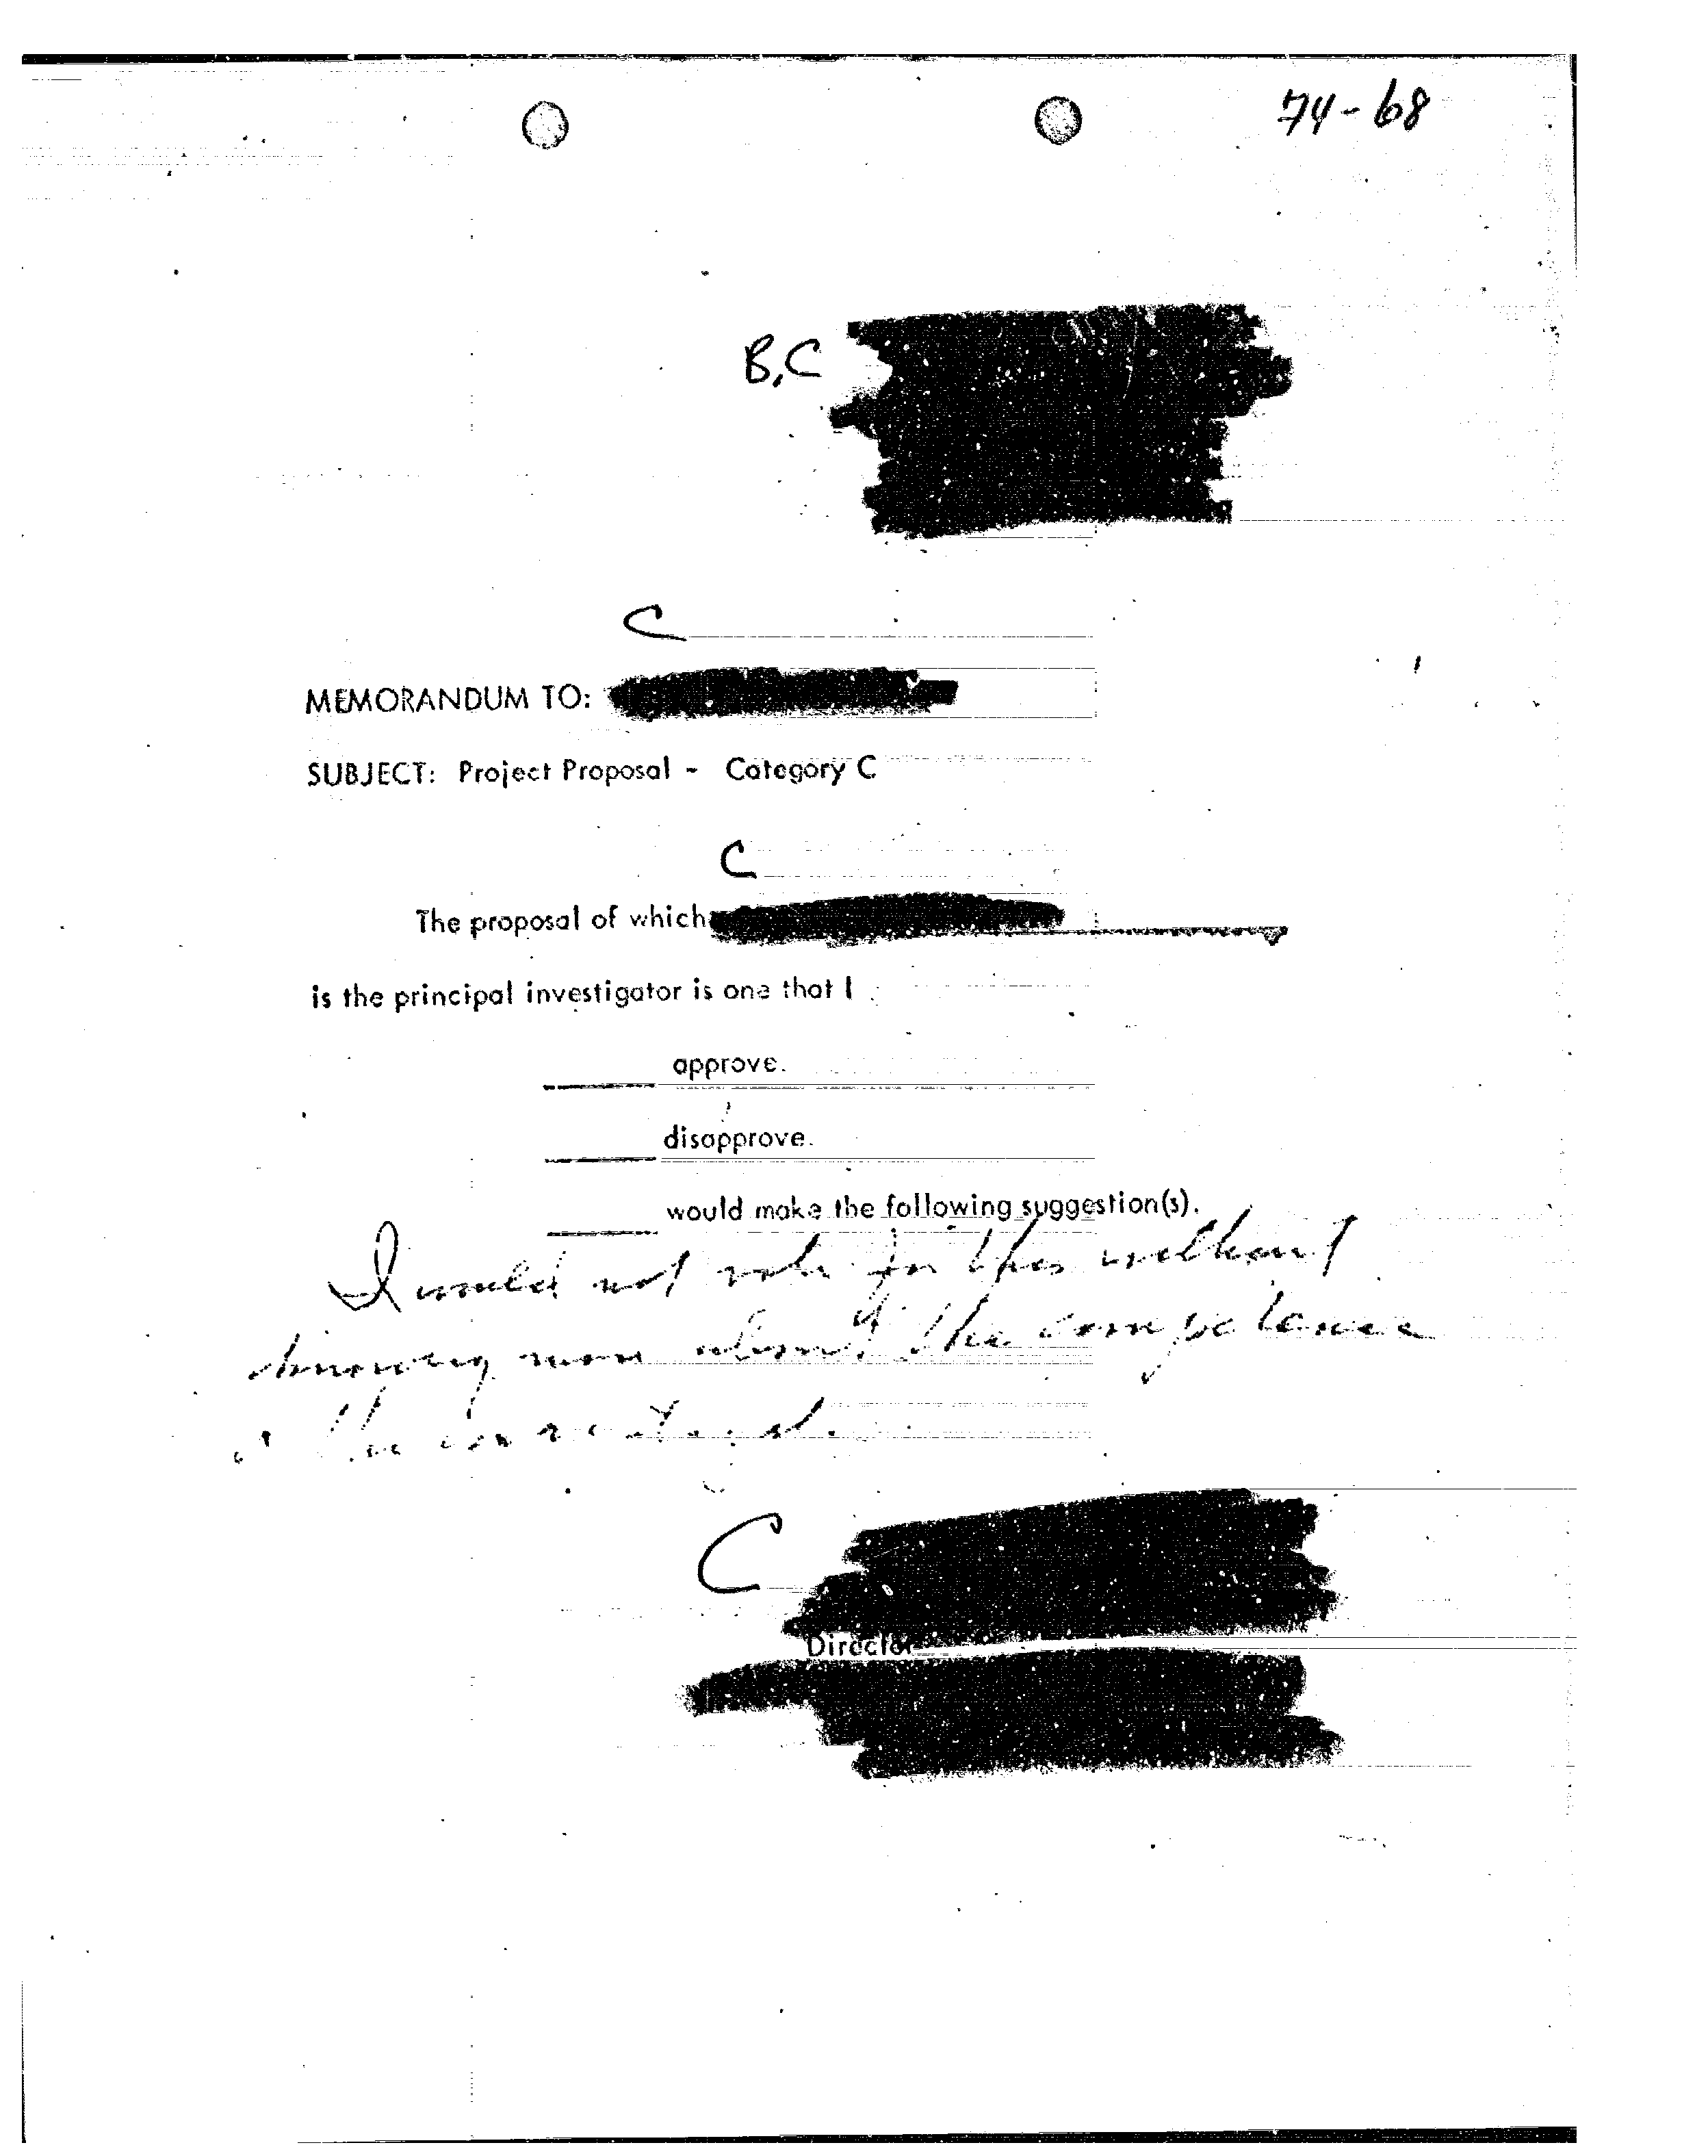 74-68
B,C
C
MEMORANDUM TO:
SUBJECT: Project Proposal - Category C
C
The proposal of which
is the principal investigator is one that I
approve.
disapprove.
would make the following suggestion(s).
I would not vote for this without
knowing more about the competence
of the
C
Director